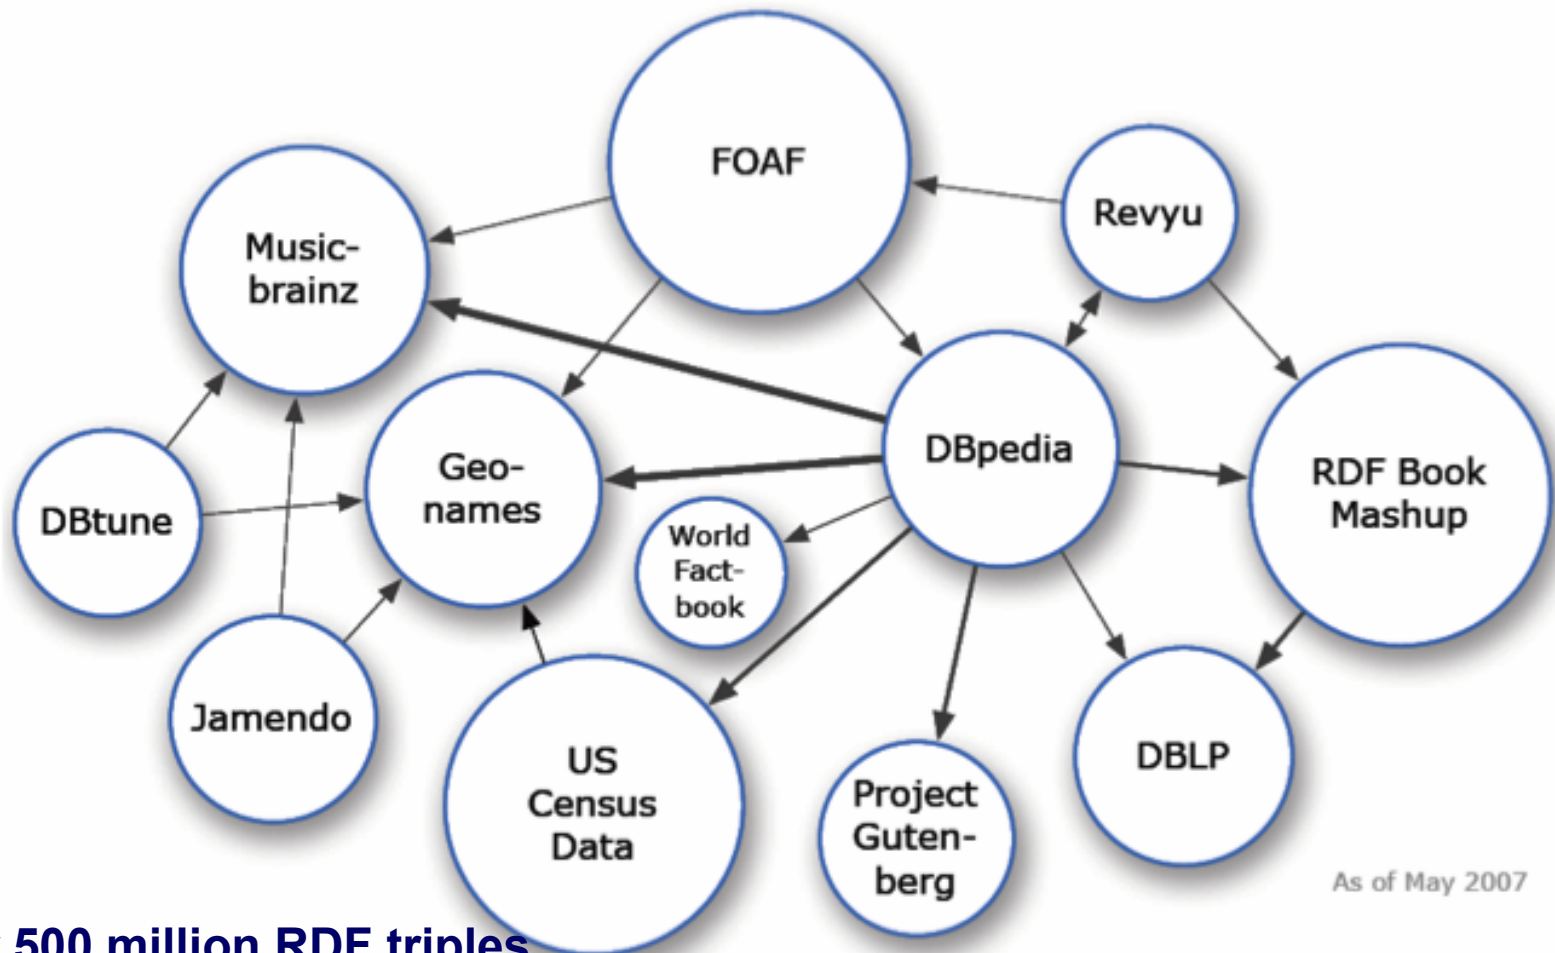 FOAF
Revyu
Music-
brainz
DBpedia
Geo-
names
RDF Book
Mashup
DBtune
World
Fact-
book
Jamendo
US
Census
Data
Project
Guten-
berg
DBLP
As of May 2007
500 million RDF triples